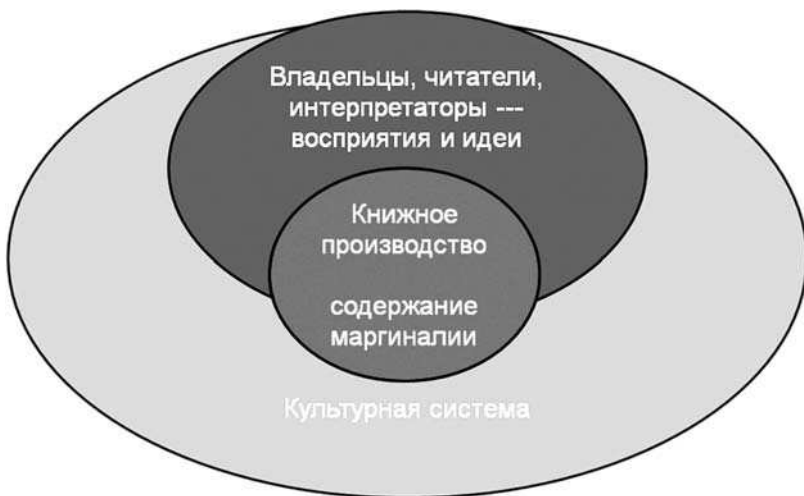 Владельцы, читатели,
интерпретаторы ---
восприятия и идеи
Книжное
производство
содержание
маргиналии
Культурная система